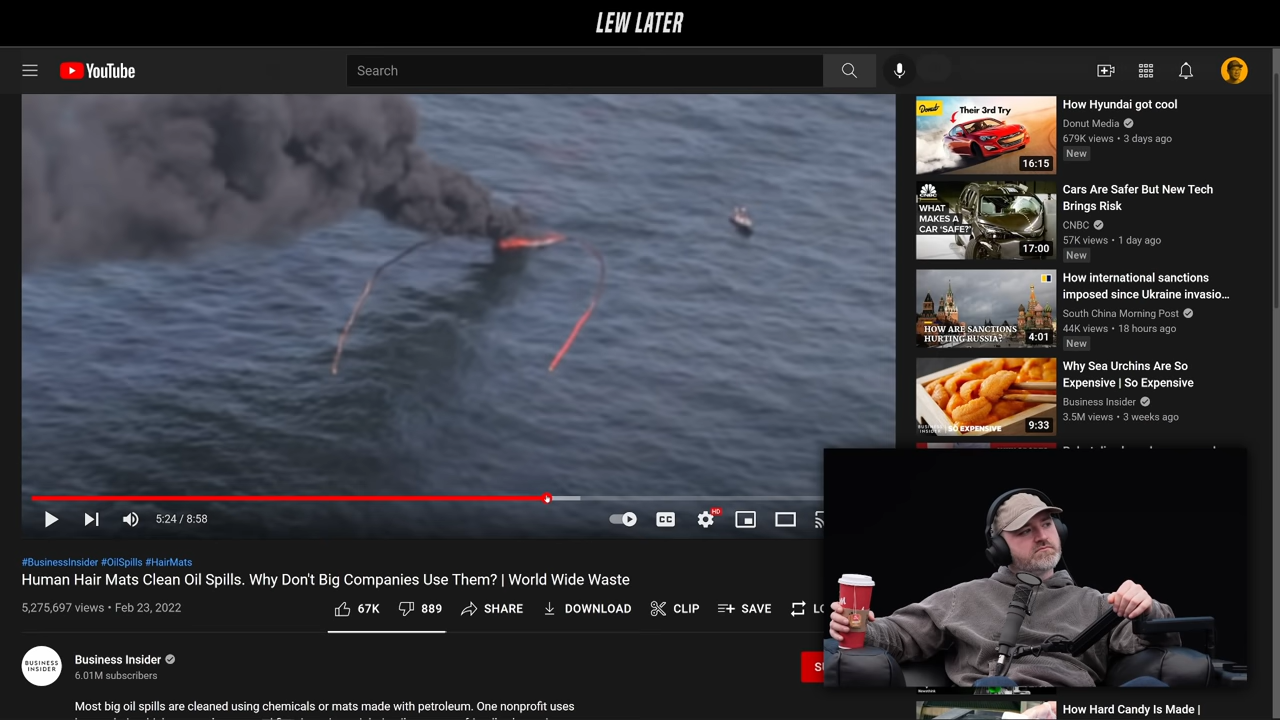 LEW LATER
YouTube
Search
Donut
Their 3rd Try
16:15
How Hyundai got cool
Donut Media
679K views • 3 days ago
New
CNBC
WHAT
MAKES A
CAR 'SAFE?'
17:00
Cars Are Safer But New Tech
Brings Risk
CNBC
57K views • 1 day ago
New
HOW ARE SANCTIONS
HURTING RUSSIA?
4:01
How international sanctions
imposed since Ukraine invasio…
South China Morning Post
44K views • 18 hours ago
New
SO EXPENSIVE
9:33
Why Sea Urchins Are So
Expensive | So Expensive
Business Insider
3.5M views • 3 weeks ago
5:24 / 8:58
CC
HD
#BusinessInsider #OilSpills #HairMats
Human Hair Mats Clean Oil Spills. Why Don't Big Companies Use Them? | World Wide Waste
5,275,697 views • Feb 23, 2022
67K
889
SHARE
DOWNLOAD
CLIP
SAVE
BUSINESS
INSIDER
Business Insider
6.01M subscribers
Most big oil spills are cleaned using chemicals or mats made with petroleum. One nonprofit uses
How Hard Candy Is Made |